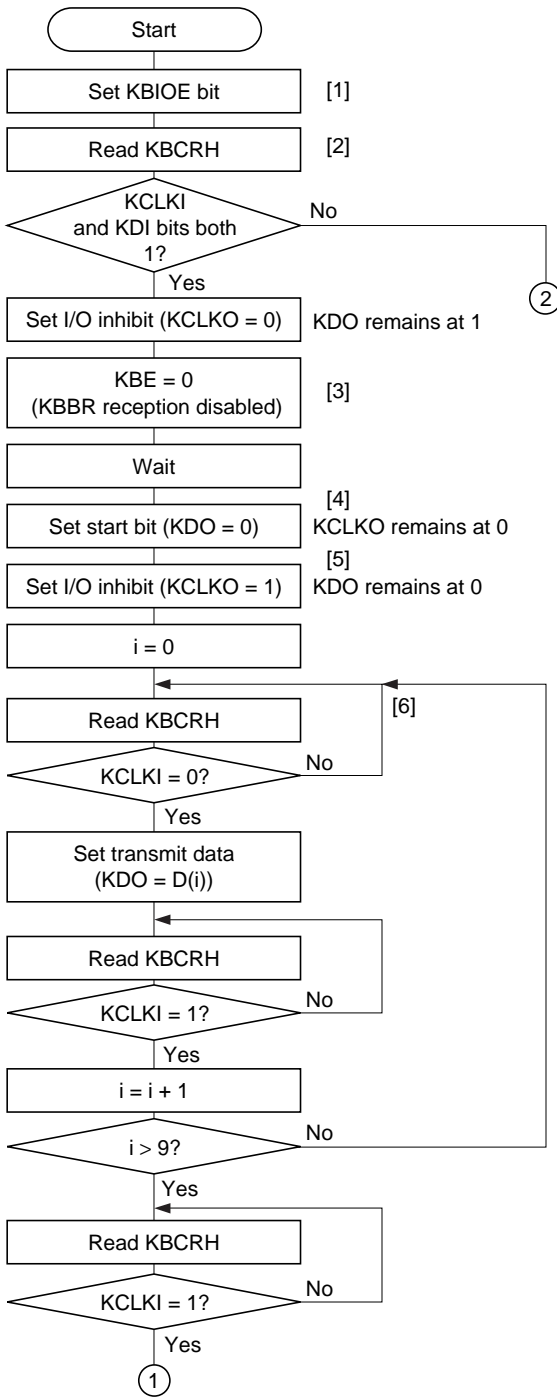 Start
Set KBIOE bit
[1]
Read KBCRH
[2]
KCLKI
and KDI bits both
1?
No
Yes
2
Set I/O inhibit (KCLKO = 0)
KDO remains at 1
KBE = 0
(KBBR reception disabled)
[3]
Wait
[4]
Set start bit (KDO = 0)
KCLKO remains at 0
[5]
Set I/O inhibit (KCLKO = 1)
KDO remains at 0
i = 0
[6]
Read KBCRH
KCLKI = 0?
No
Yes
Set transmit data
(KDO = D(i))
Read KBCRH
KCLKI = 1?
No
Yes
i = i + 1
i > 9?
No
Yes
Read KBCRH
KCLKI = 1?
No
Yes
1